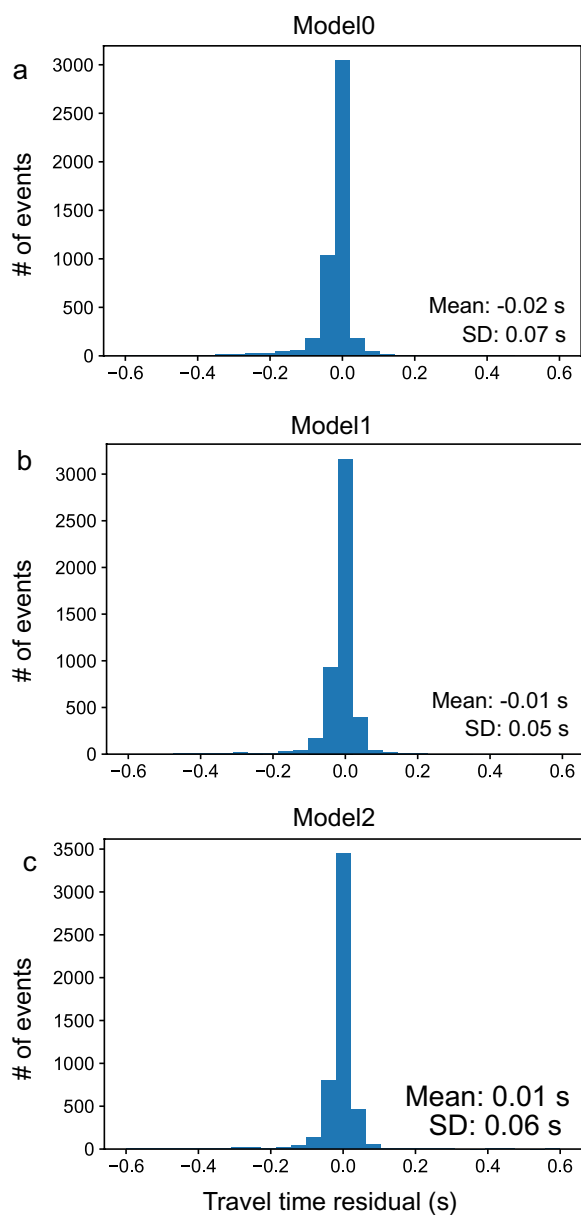 Model0
a
3000
2500
2000
1500
1000
500
0
# of events
Mean: -0.02 s
SD: 0.07 s
−0.6 −0.4 −0.2 0.0 0.2 0.4 0.6
Model1
b
3000
2500
2000
1500
1000
500
0
# of events
Mean: -0.01 s
SD: 0.05 s
−0.6 −0.4 −0.2 0.0 0.2 0.4 0.6
Model2
c
3500
3000
2500
2000
1500
1000
500
0
# of events
Mean: 0.01 s
SD: 0.06 s
−0.6 −0.4 −0.2 0.0 0.2 0.4 0.6
Travel time residual (s)